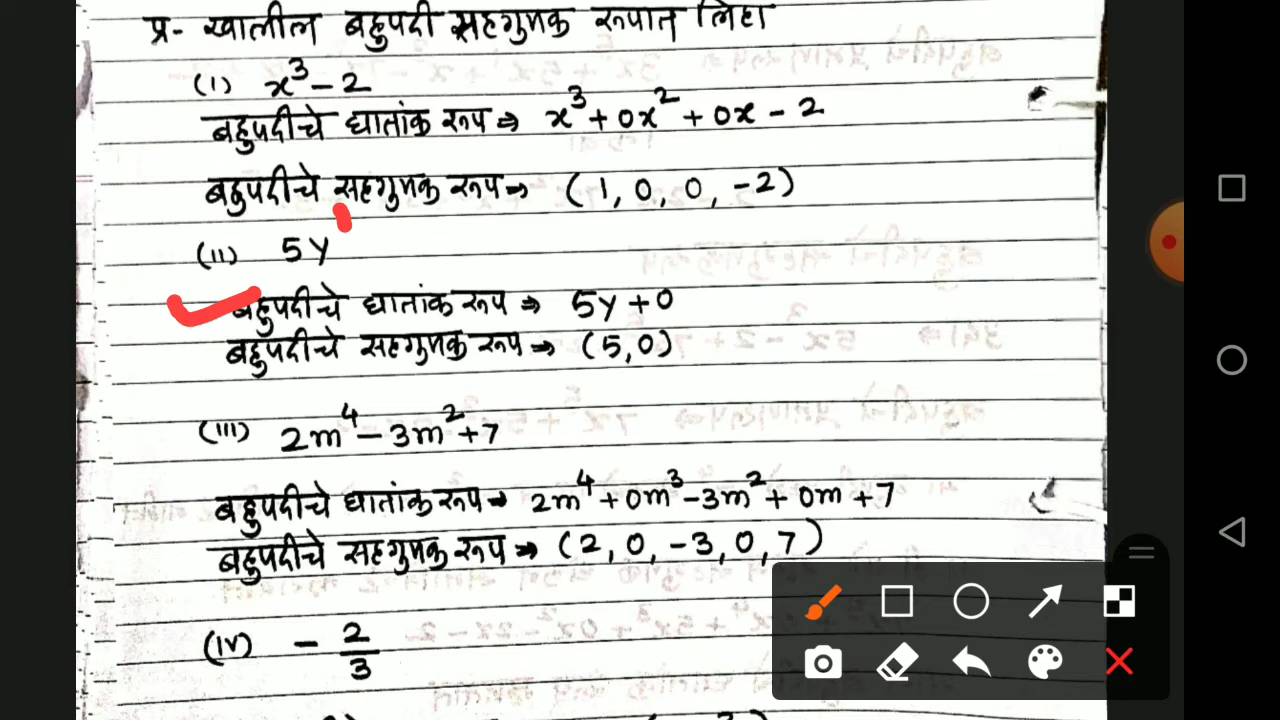 प्र- खालील बहुपदी सहगुणक रूपात लिहा
(I) x³ - 2
बहुपदीचे घातांक रूप ⇒ x³ + 0x² + 0x - 2
बहुपदीचे सहगुणक रूप ⇒ (1, 0, 0, -2)
(II) 5y
बहुपदीचे घातांक रूप ⇒ 5y + 0
बहुपदीचे सहगुणक रूप ⇒ (5, 0)
(III) 2m⁴ - 3m² + 7
बहुपदीचे घातांक रूप ⇒ 2m⁴ + 0m³ - 3m² + 0m + 7
बहुपदीचे सहगुणक रूप ⇒ (2, 0, -3, 0, 7)
(IV) - 2/3